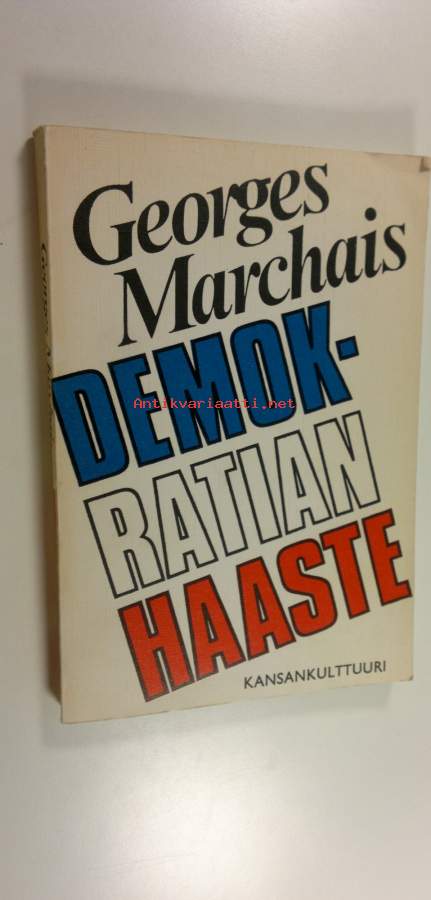 Georges
Marchais
DEMOK-
Antikvariaatti.net
RATIAN
HAASTE
KANSANKULTTUURI